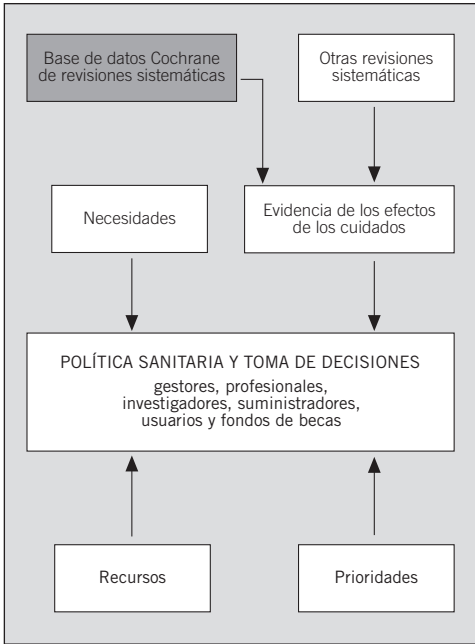 Base de datos Cochrane
de revisiones sistemáticas
Otras revisiones
sistemáticas
Necesidades
Evidencia de los efectos
de los cuidados
POLÍTICA SANITARIA Y TOMA DE DECISIONES
gestores, profesionales,
investigadores, suministradores,
usuarios y fondos de becas
Recursos
Prioridades